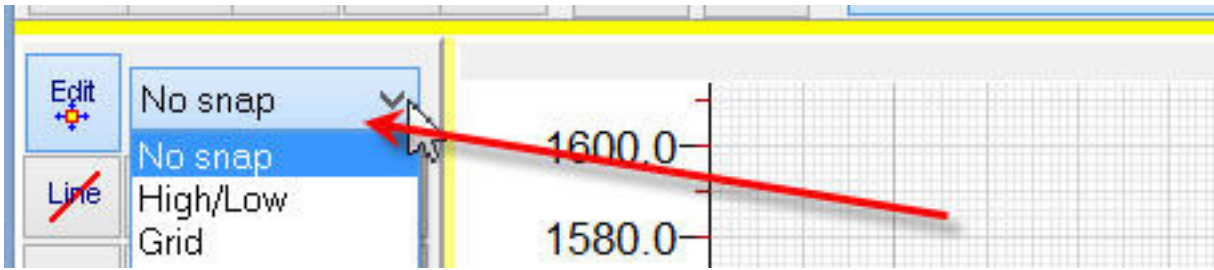 Edit
No snap
No snap
Line
High/Low
Grid
1600.0
1580.0